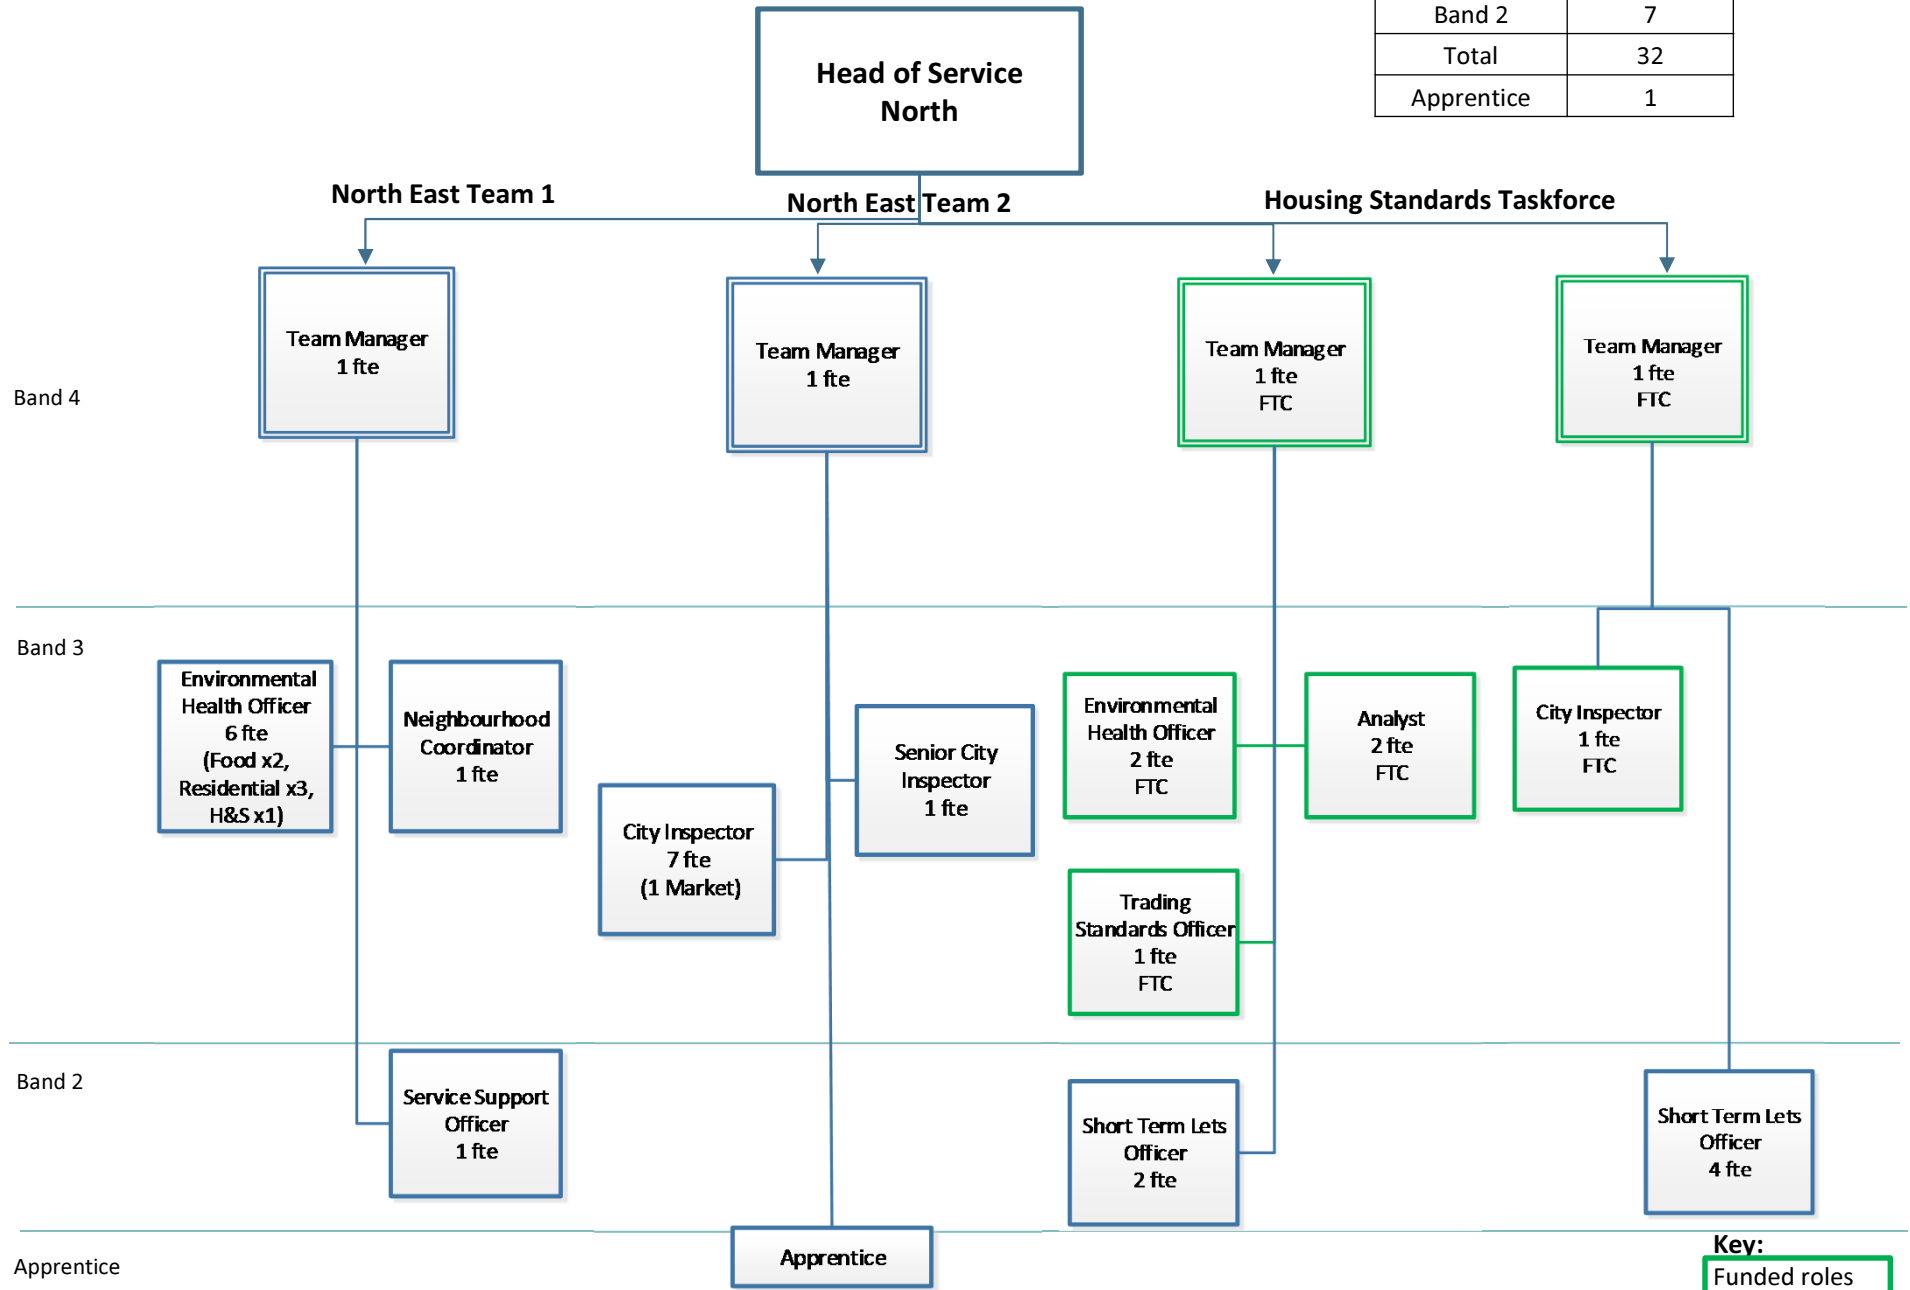 Band 2 7
Total 32
Apprentice 1
Head of Service
North
North East Team 1
North East Team 2
Housing Standards Taskforce
Band 4
Team Manager
1 fte
Team Manager
1 fte
Team Manager
1 fte
FTC
Team Manager
1 fte
FTC
Band 3
Environmental
Health Officer
6 fte
(Food x2,
Residential x3,
H&S x1)
Neighbourhood
Coordinator
1 fte
City Inspector
7 fte
(1 Market)
Senior City
Inspector
1 fte
Environmental
Health Officer
2 fte
FTC
Analyst
2 fte
FTC
Trading
Standards Officer
1 fte
FTC
City Inspector
1 fte
FTC
Band 2
Service Support
Officer
1 fte
Short Term Lets
Officer
2 fte
Short Term Lets
Officer
4 fte
Apprentice
Apprentice
Key:
Funded roles